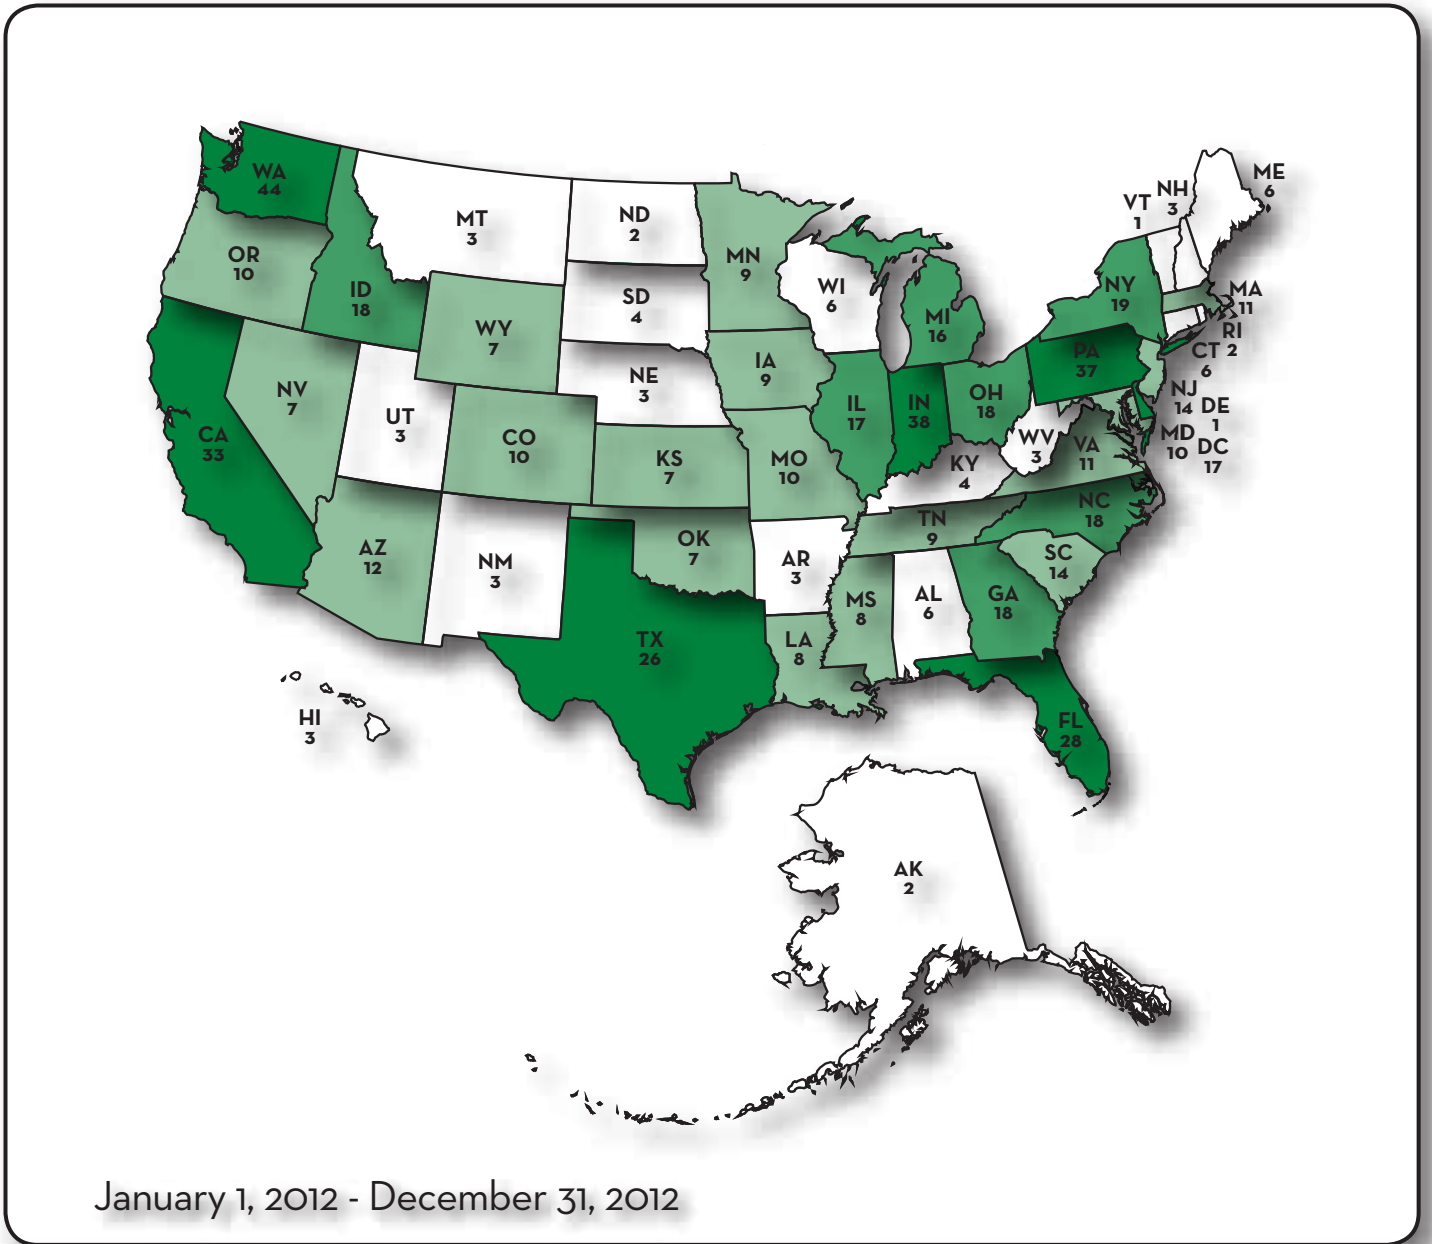 WA
44
OR
10
CA
33
ID
18
NV
7
MT
3
WY
7
UT
3
AZ
12
CO
10
NM
3
ND
2
SD
4
NE
3
KS
7
OK
7
TX
26
MN
9
IA
9
MO
10
AR
3
LA
8
WI
6
IL
17
MI
16
IN
38
OH
18
KY
4
TN
9
MS
8
AL
6
GA
18
FL
28
SC
14
NC
18
VA
11
WV
3
PA
37
NY
19
VT
1
NH
3
ME
6
MA
11
RI
2
CT
6
NJ
14
DE
1
MD
10
DC
17
HI
3
AK
2
January 1, 2012 - December 31, 2012